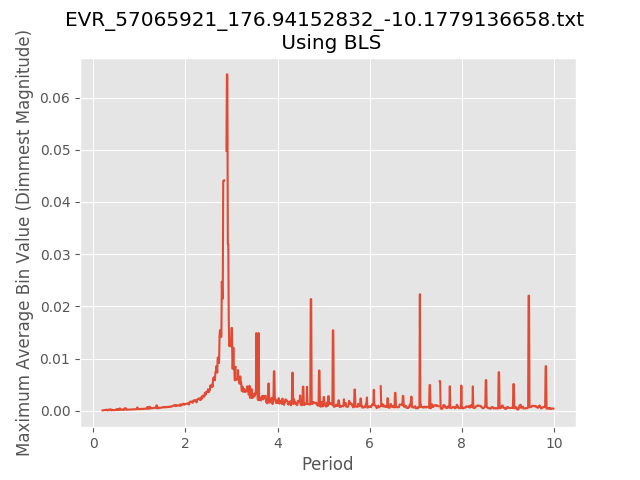 EVR_57065921_176.94152832_-10.1779136658.txt
Using BLS
Maximum Average Bin Value (Dimmest Magnitude)
0.06
0.05
0.04
0.03
0.02
0.01
0.00
0 2 4 6 8 10
Period